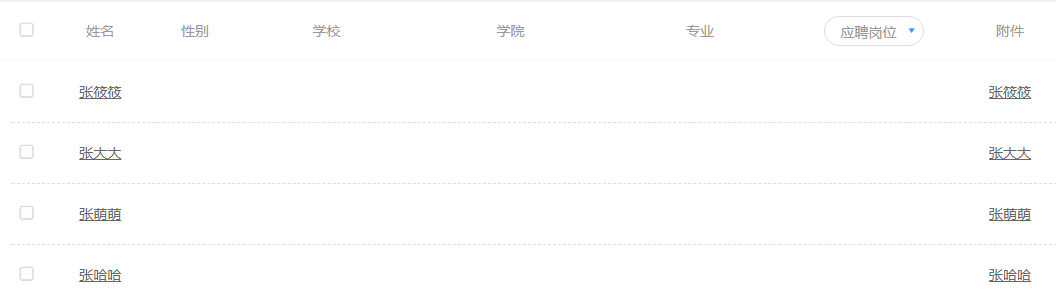 姓名 性别 学校 学院 专业 应聘岗位 附件
张筱筱 张筱筱
张大大 张大大
张萌萌 张萌萌
张哈哈 张哈哈